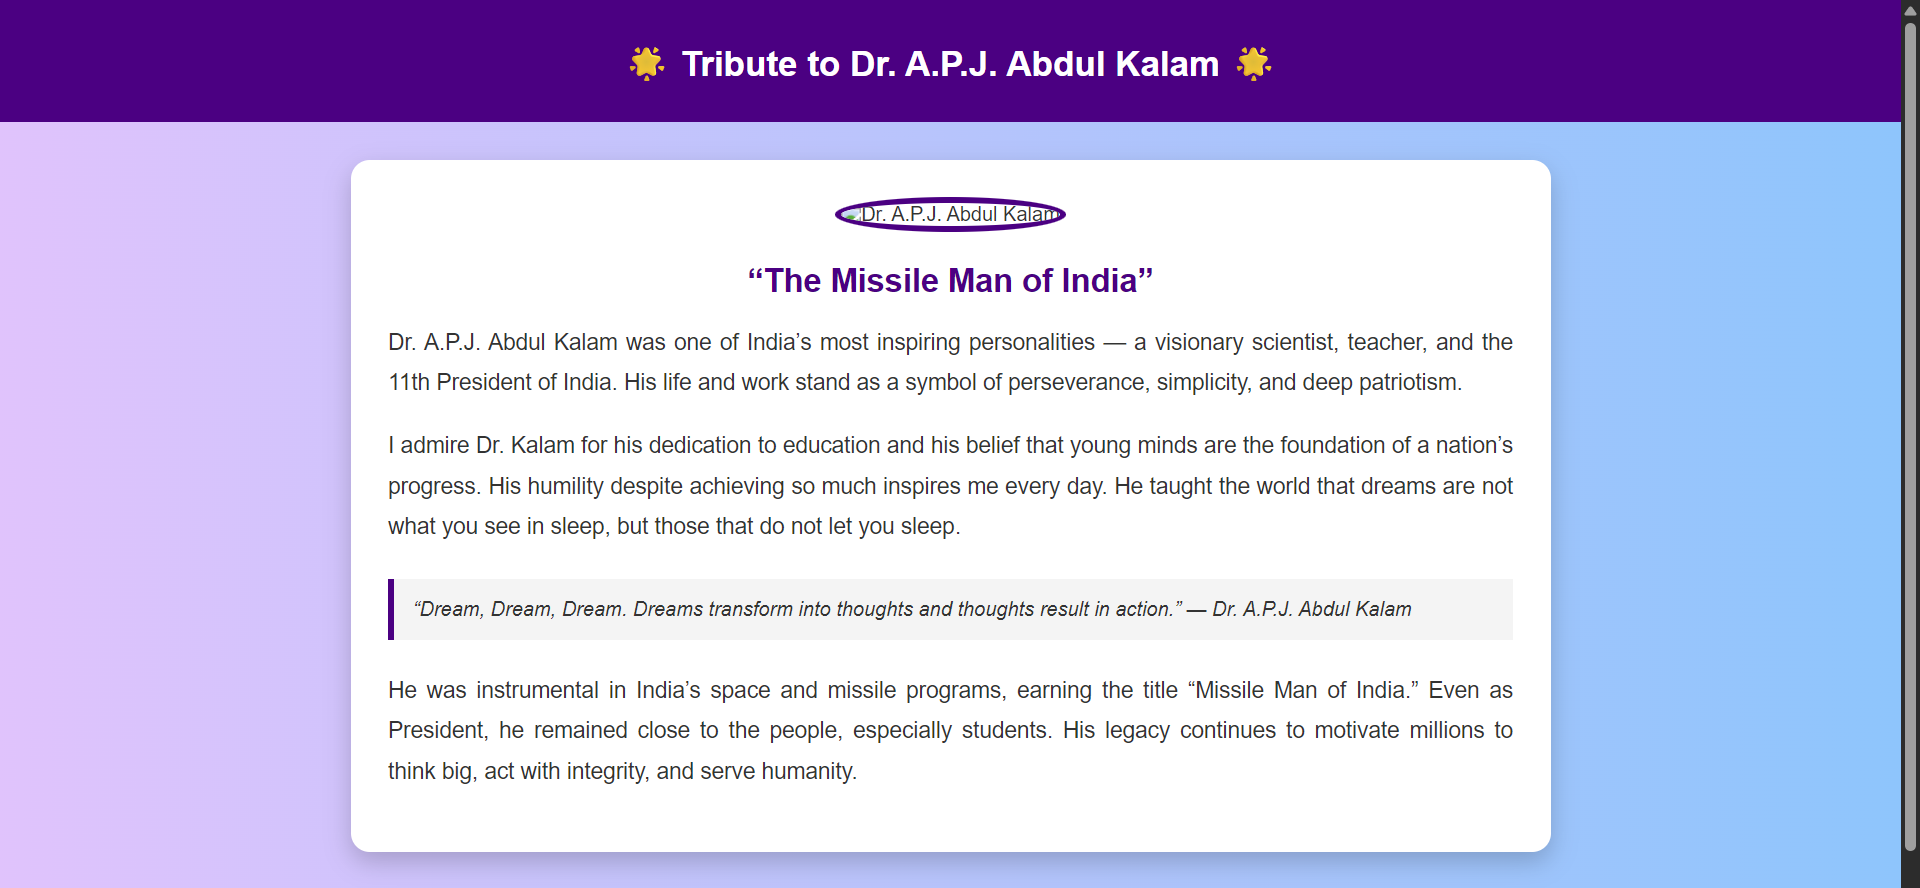 🌟 Tribute to Dr. A.P.J. Abdul Kalam 🌟
Dr. A.P.J. Abdul Kalam
“The Missile Man of India”
Dr. A.P.J. Abdul Kalam was one of India’s most inspiring personalities — a visionary scientist, teacher, and the
11th President of India. His life and work stand as a symbol of perseverance, simplicity, and deep patriotism.
I admire Dr. Kalam for his dedication to education and his belief that young minds are the foundation of a nation’s
progress. His humility despite achieving so much inspires me every day. He taught the world that dreams are not
what you see in sleep, but those that do not let you sleep.
“Dream, Dream, Dream. Dreams transform into thoughts and thoughts result in action.” — Dr. A.P.J. Abdul Kalam
He was instrumental in India’s space and missile programs, earning the title “Missile Man of India.” Even as
President, he remained close to the people, especially students. His legacy continues to motivate millions to
think big, act with integrity, and serve humanity.